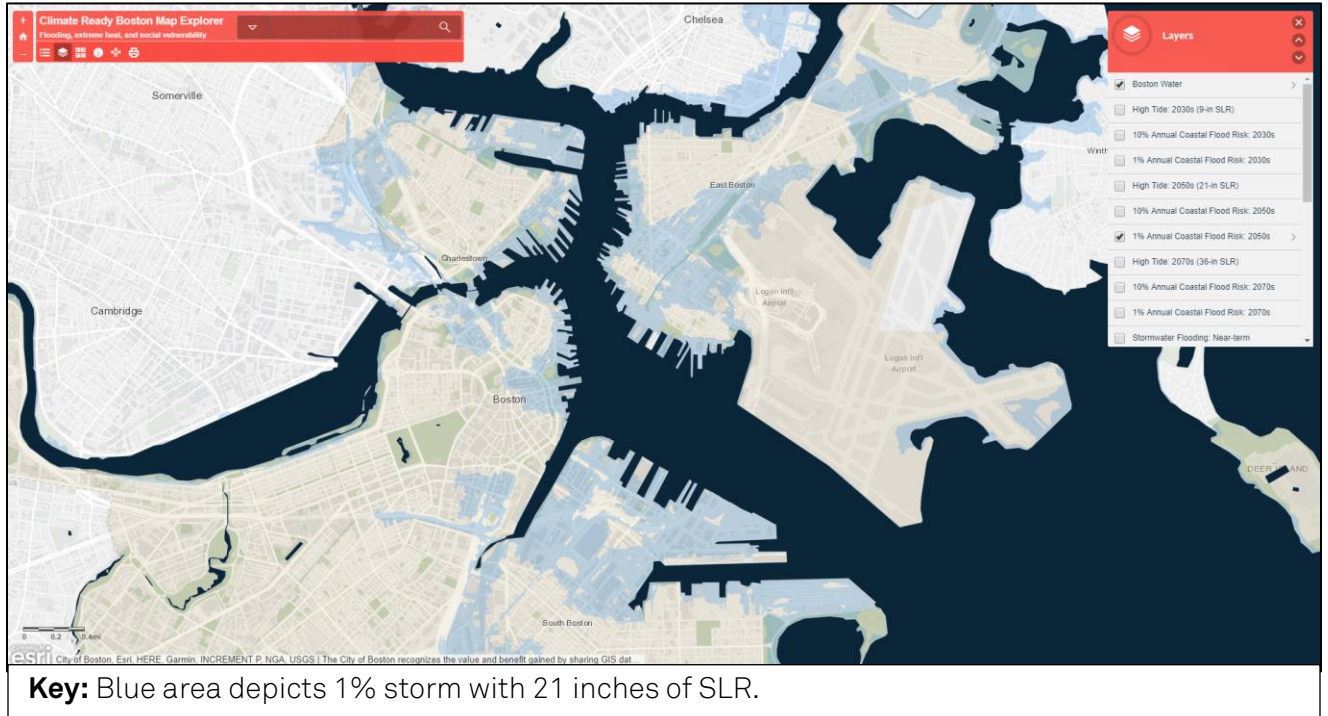 Climate Ready Boston Map Explorer
Flooding, extreme heat, and social vulnerability
Layers
Boston Water
High Tide: 2030s (9-in SLR)
10% Annual Coastal Flood Risk: 2030s
1% Annual Coastal Flood Risk: 2030s
High Tide: 2050s (21-in SLR)
10% Annual Coastal Flood Risk: 2050s
1% Annual Coastal Flood Risk: 2050s
High Tide: 2070s (36-in SLR)
10% Annual Coastal Flood Risk: 2070s
1% Annual Coastal Flood Risk: 2070s
Stormwater Flooding: Near-term
Chelsea
Somerville
Winth
East Boston
Charlestown
Logan Int'l
Airport
Cambridge
Logan Int'l
Airport
Boston
DEER ISLAND
South Boston
0 0.2 0.4mi
esri
City of Boston, Esri, HERE, Garmin, INCREMENT P, NGA, USGS | The City of Boston recognizes the value and benefit gained by sharing GIS dat...
Key: Blue area depicts 1% storm with 21 inches of SLR.